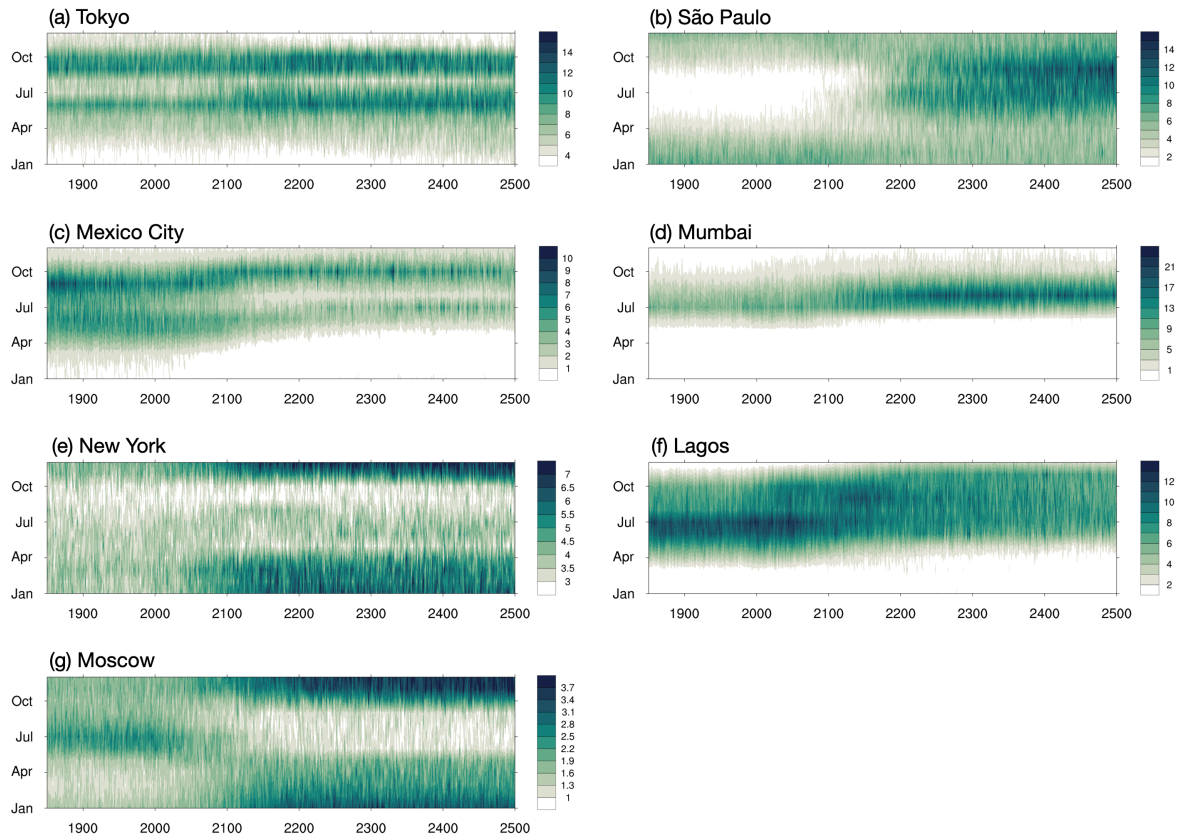 (a) Tokyo
Oct
Jul
Apr
Jan
1900 2000 2100 2200 2300 2400 2500
14
12
10
8
6
4
(b) São Paulo
Oct
Jul
Apr
Jan
1900 2000 2100 2200 2300 2400 2500
14
12
10
8
6
4
2
(c) Mexico City
Oct
Jul
Apr
Jan
1900 2000 2100 2200 2300 2400 2500
10
9
8
7
6
5
4
3
2
1
(d) Mumbai
Oct
Jul
Apr
Jan
1900 2000 2100 2200 2300 2400 2500
21
17
13
9
5
1
(e) New York
Oct
Jul
Apr
Jan
1900 2000 2100 2200 2300 2400 2500
7
6.5
6
5.5
5
4.5
4
3.5
3
(f) Lagos
Oct
Jul
Apr
Jan
1900 2000 2100 2200 2300 2400 2500
12
10
8
6
4
2
(g) Moscow
Oct
Jul
Apr
Jan
1900 2000 2100 2200 2300 2400 2500
3.7
3.4
3.1
2.8
2.5
2.2
1.9
1.6
1.3
1